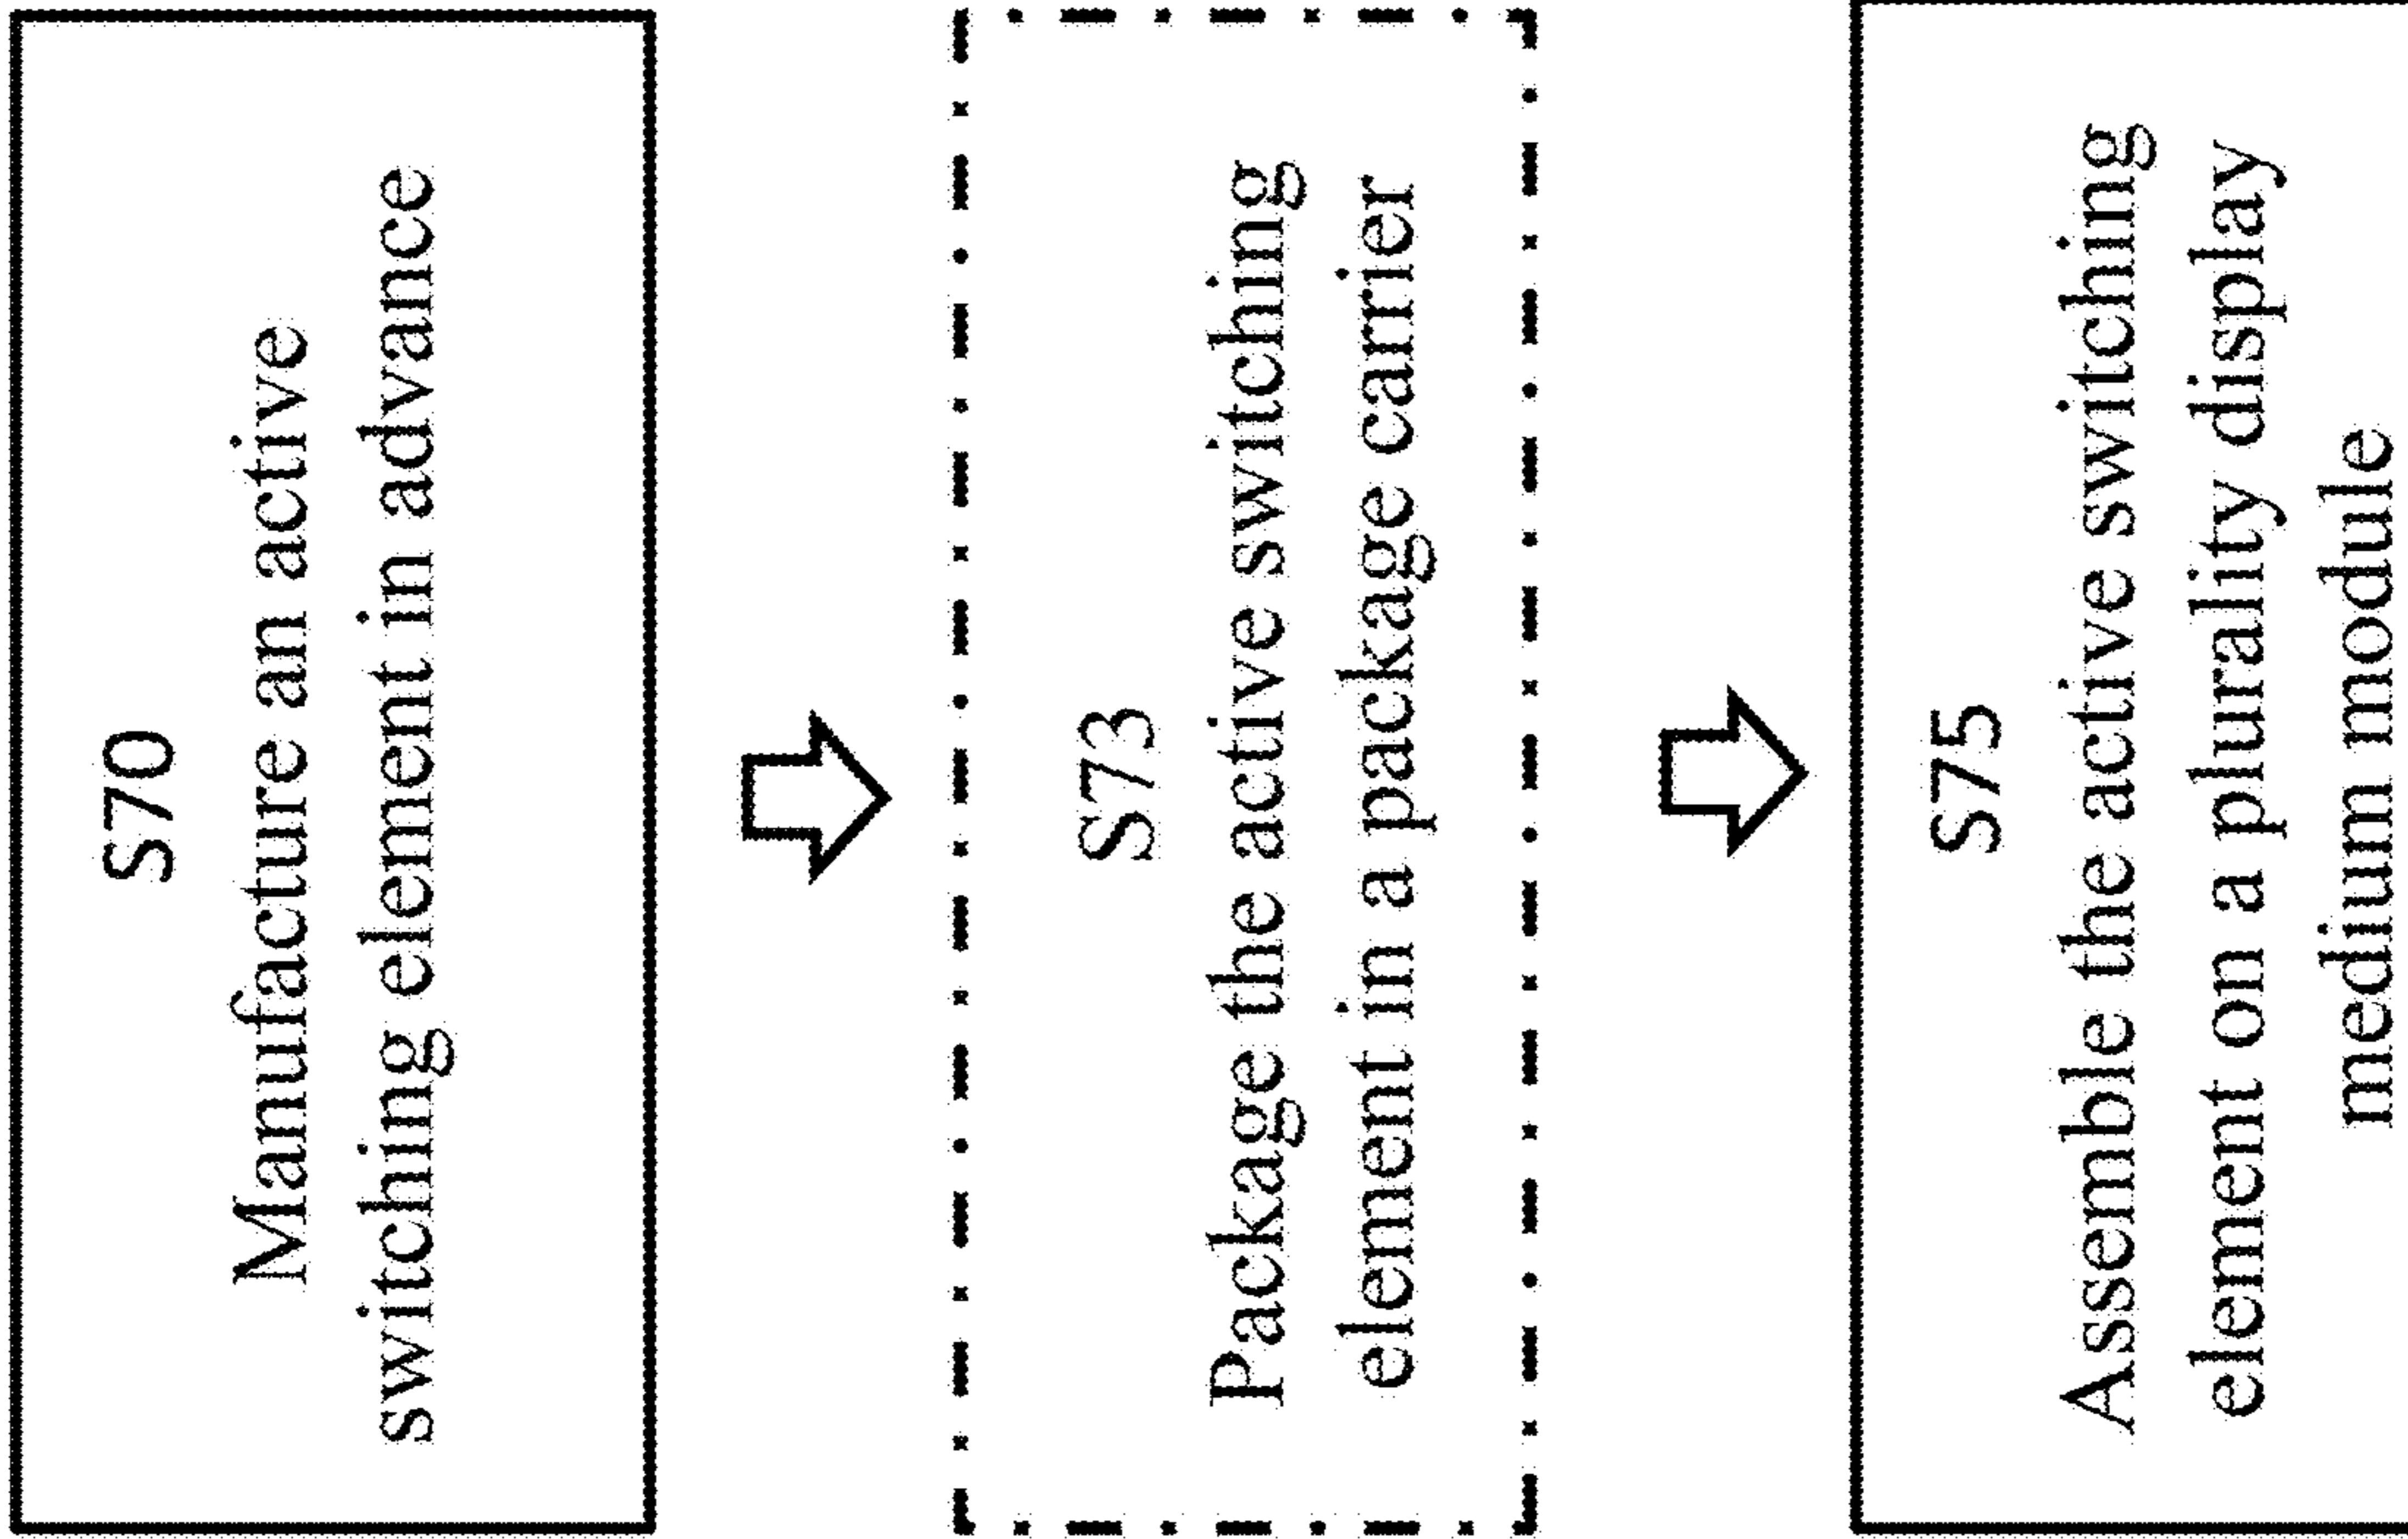 S70
Manufacture an active
switching element in advance
S73
Package the active switching
element in a package carrier
S75
Assemble the active switching
element on a plurality display
medium module